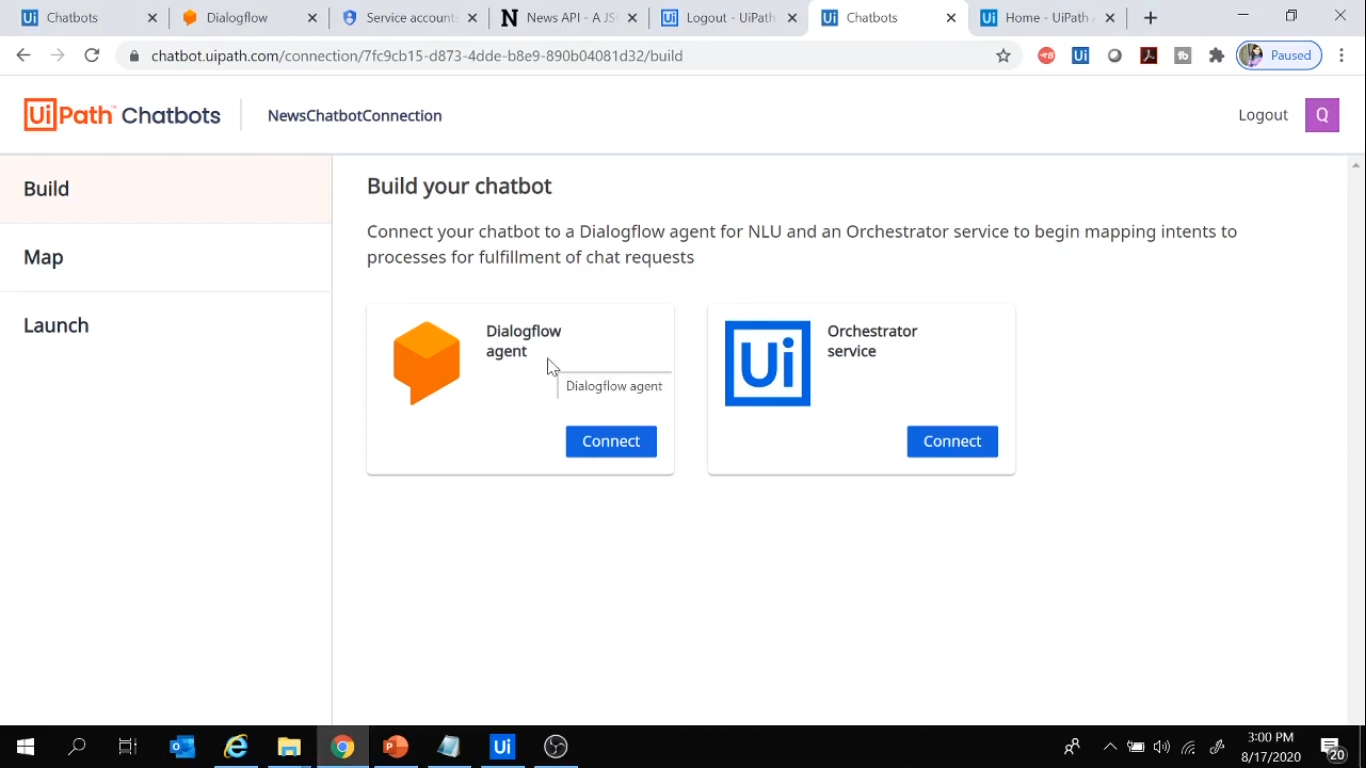 Chatbots
Dialogflow
Service account
News API - A JS
Logout - UiPath
Chatbots
Home - UiPath
chatbot.uipath.com/connection/7fc9cb15-d873-4dde-b8e9-890b04081d32/build
Paused
UiPath™ Chatbots
NewsChatbotConnection
Logout
Q
Build
Build your chatbot
Connect your chatbot to a Dialogflow agent for NLU and an Orchestrator service to begin mapping intents to
processes for fulfillment of chat requests
Map
Launch
Dialogflow
agent
Dialogflow agent
Connect
Ui
Orchestrator
service
Connect
3:00 PM
8/17/2020
20